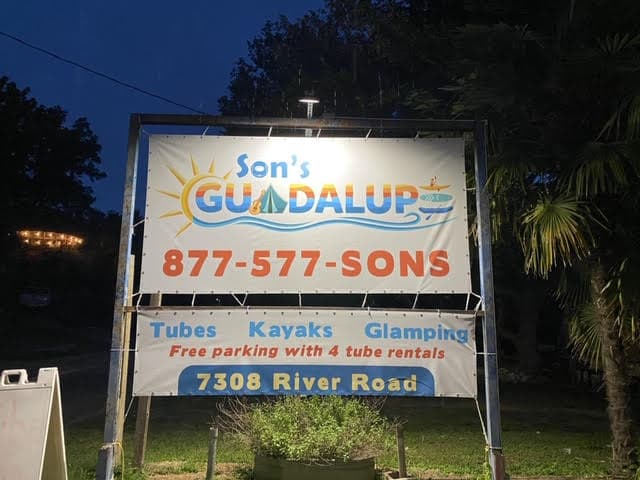 Son's
GUADALUPE
877-577-SONS
Tubes Kayaks Glamping
Free parking with 4 tube rentals
7308 River Road